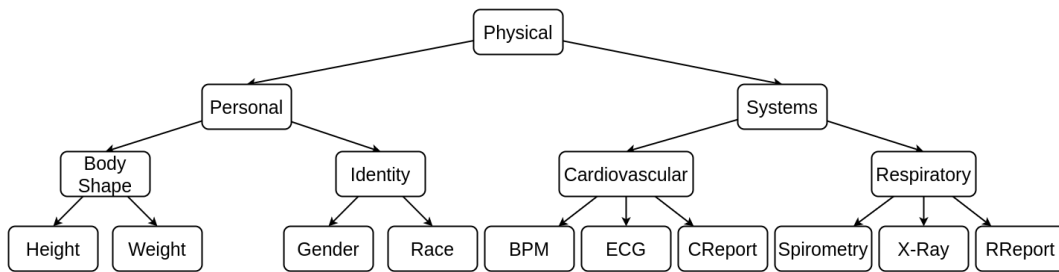 Physical
Personal
Systems
Body
Shape
Identity
Cardiovascular
Respiratory
Height
Weight
Gender
Race
BPM
ECG
CReport
Spirometry
X-Ray
RReport